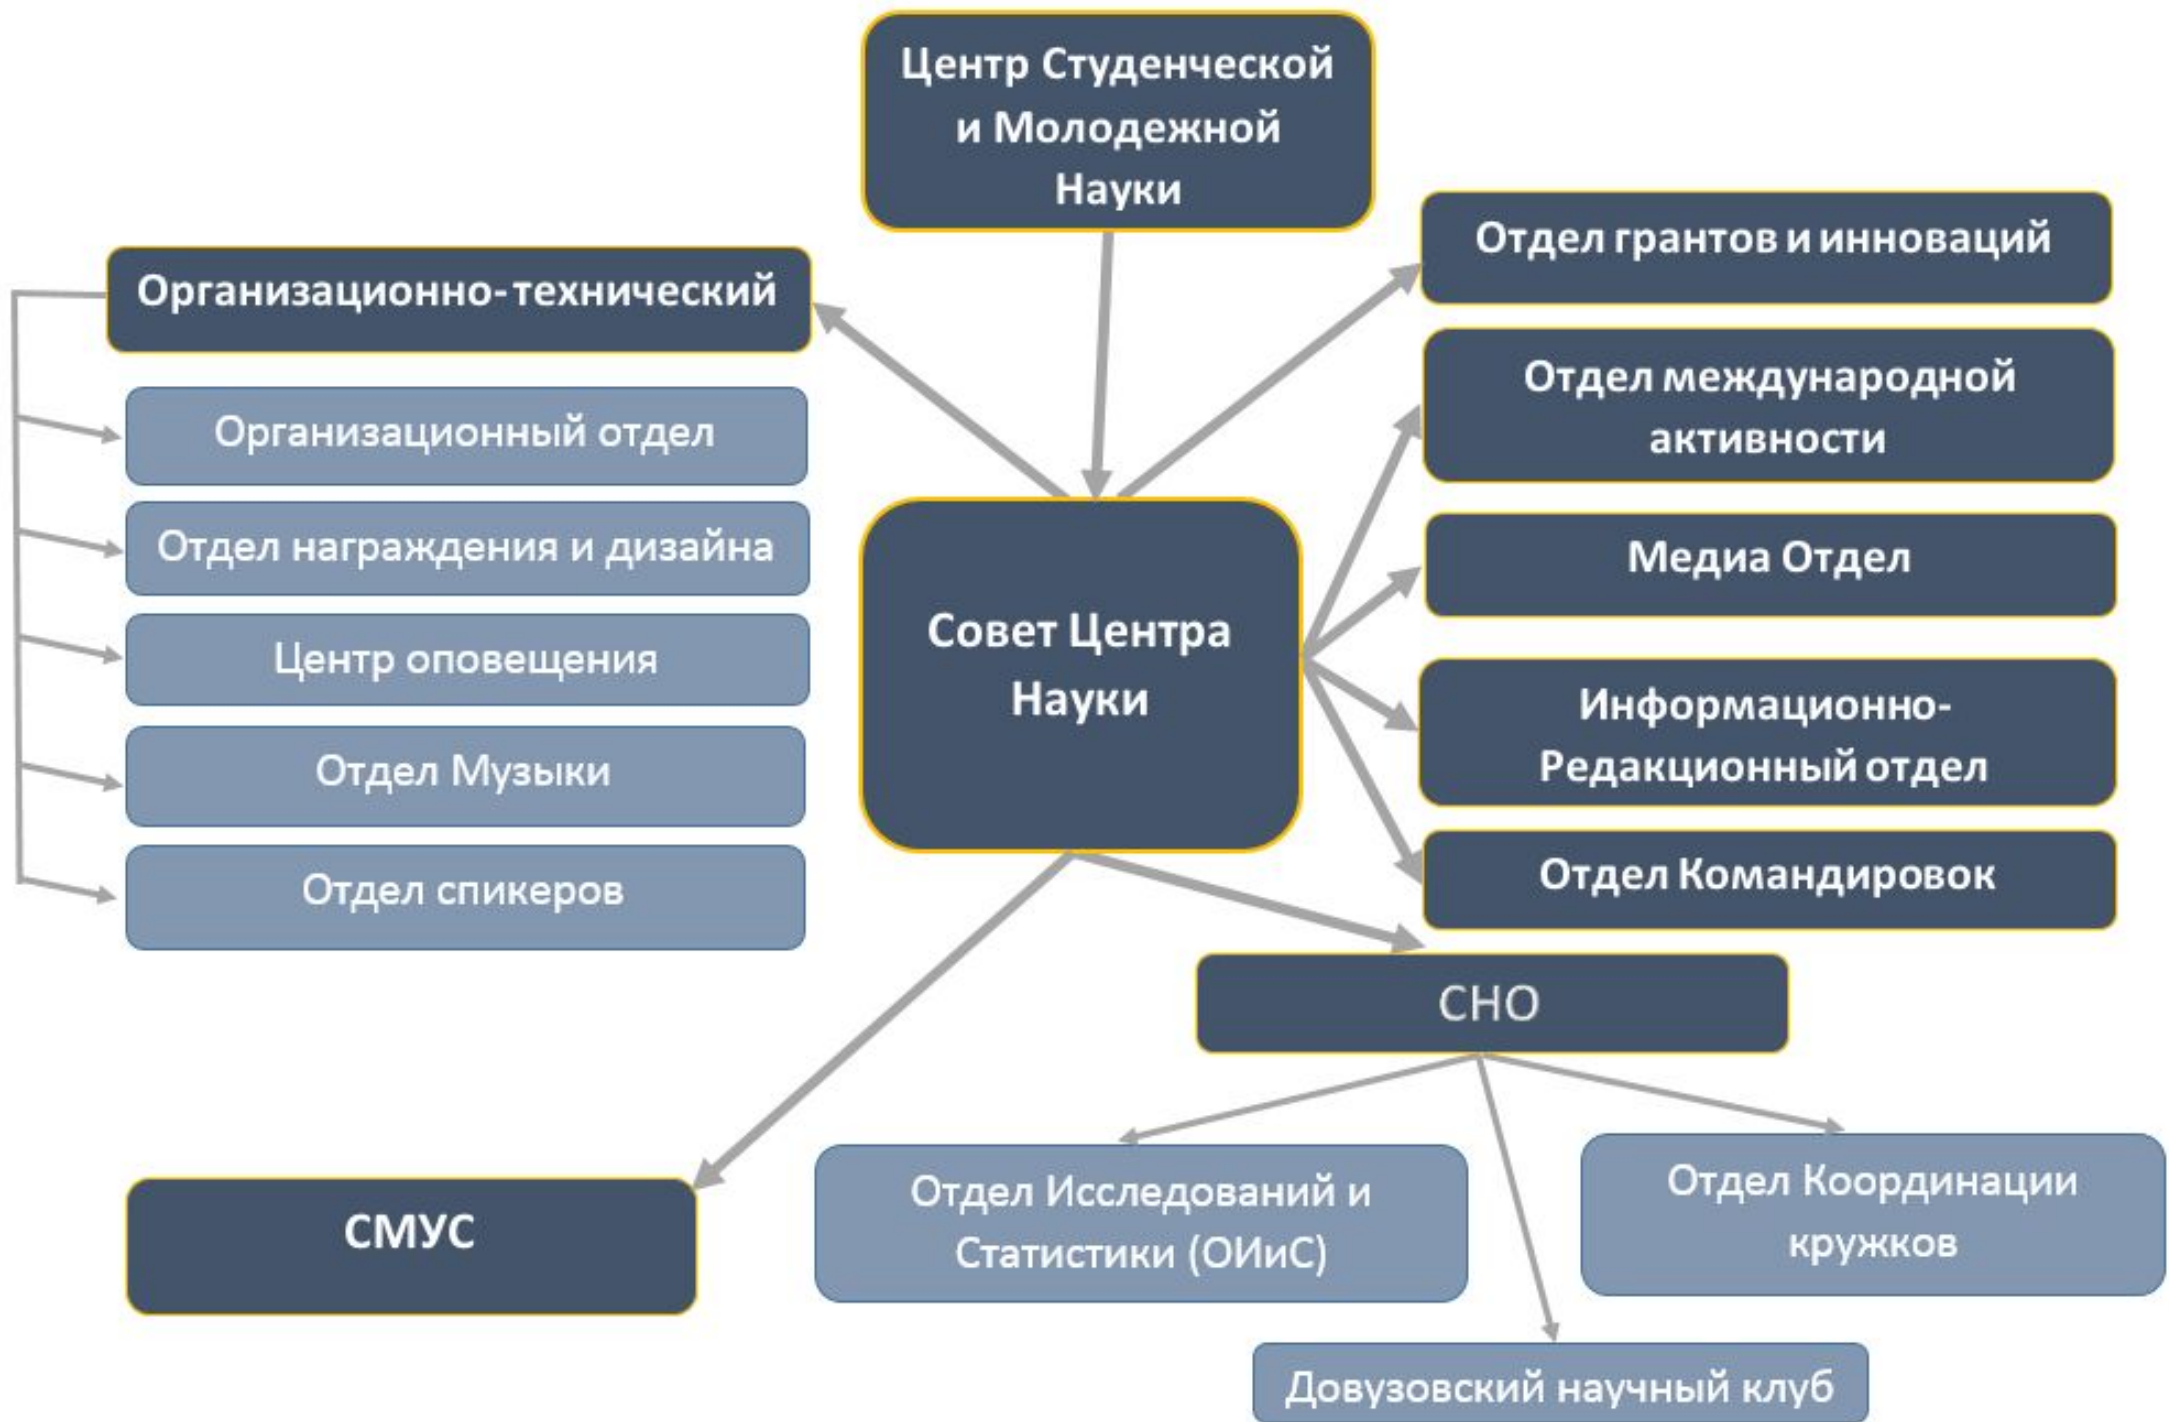 Центр Студенческой
и Молодежной
Науки
Организационно-технический
Организационный отдел
Отдел награждения и дизайна
Центр оповещения
Отдел Музыки
Отдел спикеров
Совет Центра
Науки
Отдел грантов и инноваций
Отдел международной
активности
Медиа Отдел
Информационно-
Редакционный отдел
Отдел Командировок
СНО
СМУС
Отдел Исследований и
Статистики (ОИиС)
Отдел Координации
кружков
Довузовский научный клуб